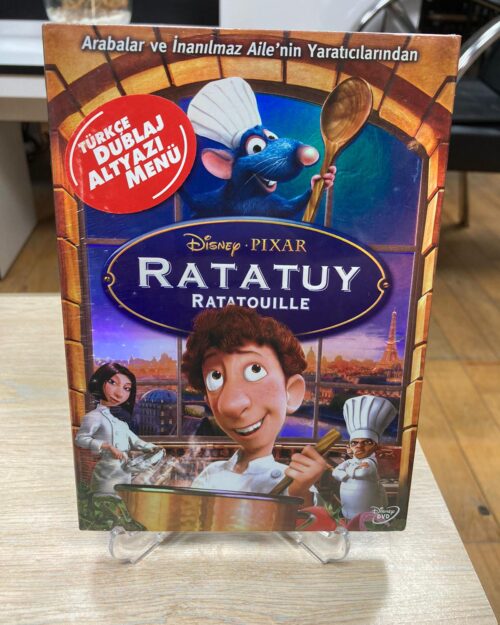 Arabalar ve İnanılmaz Aile'nin Yaratıcılarından
TÜRKÇE
DUBLAJ
ALTYAZI
MENÜ
DISNEY · PIXAR
RATATUY
RATATOUILLE
Disney
DVD